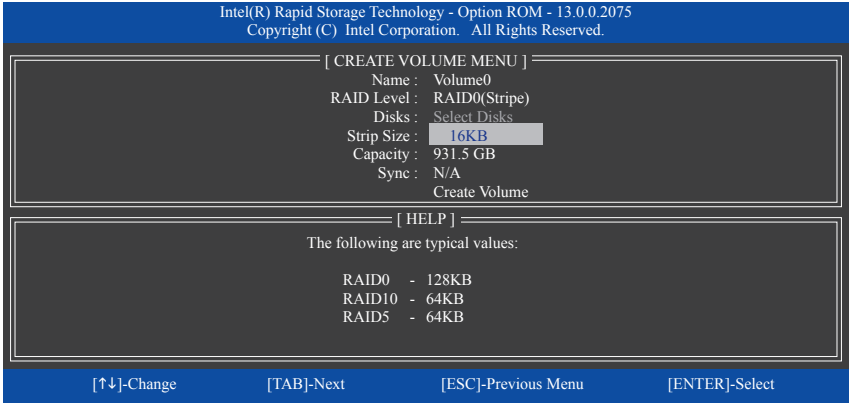 Intel(R) Rapid Storage Technology - Option ROM - 13.0.0.2075
Copyright (C) Intel Corporation. All Rights Reserved.
[ CREATE VOLUME MENU ]
Name : Volume0
RAID Level : RAID0(Stripe)
Disks : Select Disks
Strip Size : 16KB
Capacity : 931.5 GB
Sync : N/A
Create Volume
[ HELP ]
The following are typical values:
RAID0 - 128KB
RAID10 - 64KB
RAID5 - 64KB
[↑↓]-Change [TAB]-Next [ESC]-Previous Menu [ENTER]-Select